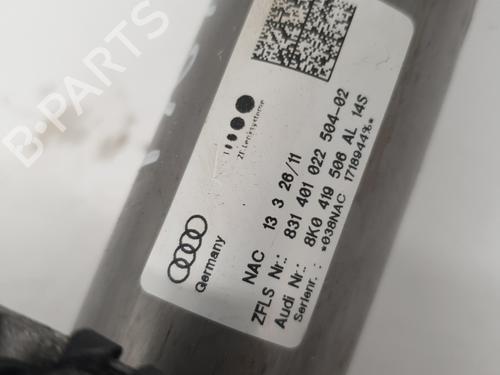 B-PARTS
ZF Lenksysteme
Germany
NAC 13 3 26/11
ZFLS Nr.: 831 401 022 504-02
Audi Nr.: 8K0 419 506 AL 14S
Serienr.: *038NAC 1718944%*